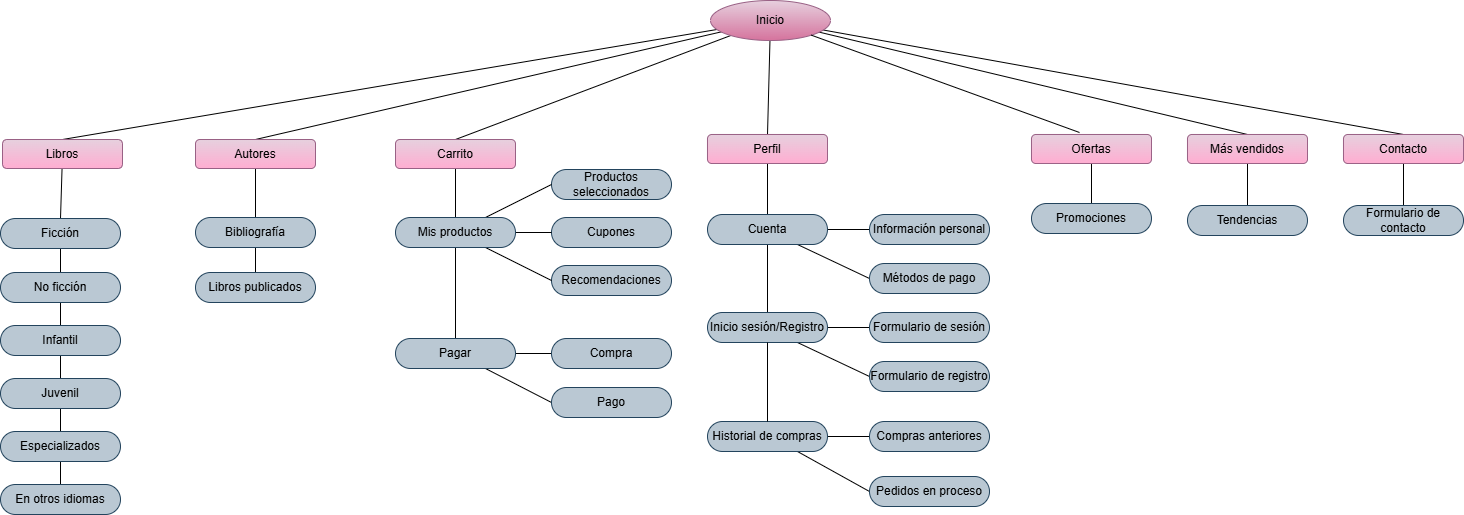 Inicio
Libros
Autores
Carrito
Perfil
Ofertas
Más vendidos
Contacto
Ficción
No ficción
Infantil
Juvenil
Especializados
En otros idiomas
Bibliografía
Libros publicados
Mis productos
Productos
seleccionados
Cupones
Recomendaciones
Pagar
Compra
Pago
Cuenta
Información personal
Métodos de pago
Inicio sesión/Registro
Formulario de sesión
Formulario de registro
Historial de compras
Compras anteriores
Pedidos en proceso
Promociones
Tendencias
Formulario de
contacto